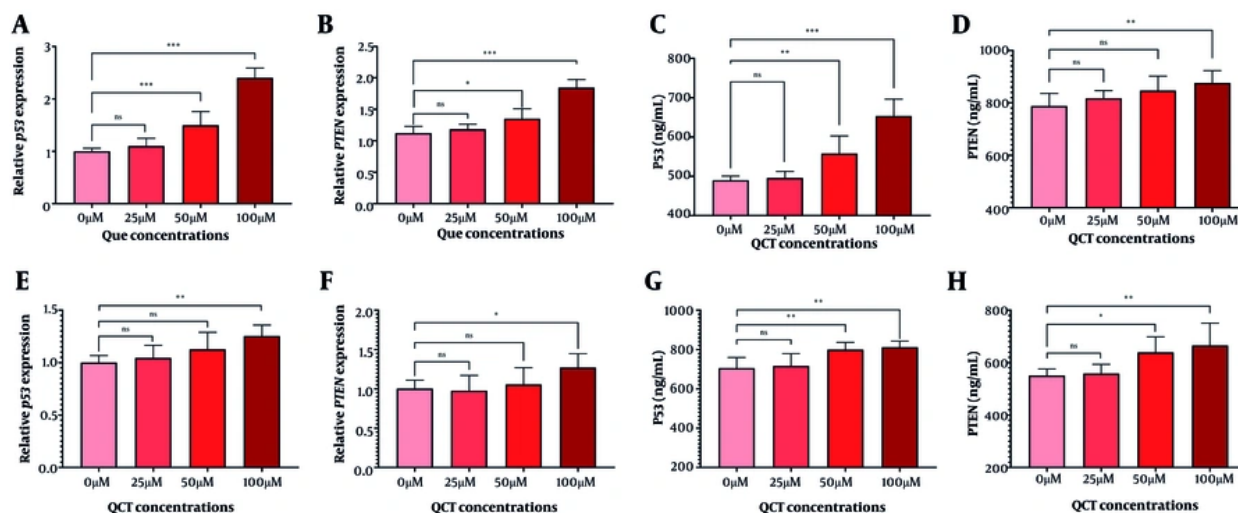 A
Relative p53 expression
3
2
1
0
***
***
ns
0μM 25μM 50μM 100μM
Que concentrations
B
Relative PTEN expression
2.5
2.0
1.5
1.0
0.5
0.0
***
*
ns
0μM 25μM 50μM 100μM
Que concentrations
C
P53 (ng/mL)
800
700
600
500
400
***
**
ns
0μM 25μM 50μM 100μM
QCT concentrations
D
PTEN (ng/mL)
1000
800
600
400
**
ns
ns
0μM 25μM 50μM 100μM
QCT concentrations
E
Relative p53 expression
1.5
1.0
0.5
0.0
**
ns
ns
0μM 25μM 50μM 100μM
QCT concentrations
F
Relative PTEN expression
2.0
1.5
1.0
0.5
0.0
*
ns
ns
0μM 25μM 50μM 100μM
QCT concentrations
G
P53 (ng/mL)
1000
800
600
400
200
**
**
ns
0μM 25μM 50μM 100μM
QCT concentrations
H
PTEN (ng/mL)
800
600
400
200
**
*
ns
0μM 25μM 50μM 100μM
QCT concentrations